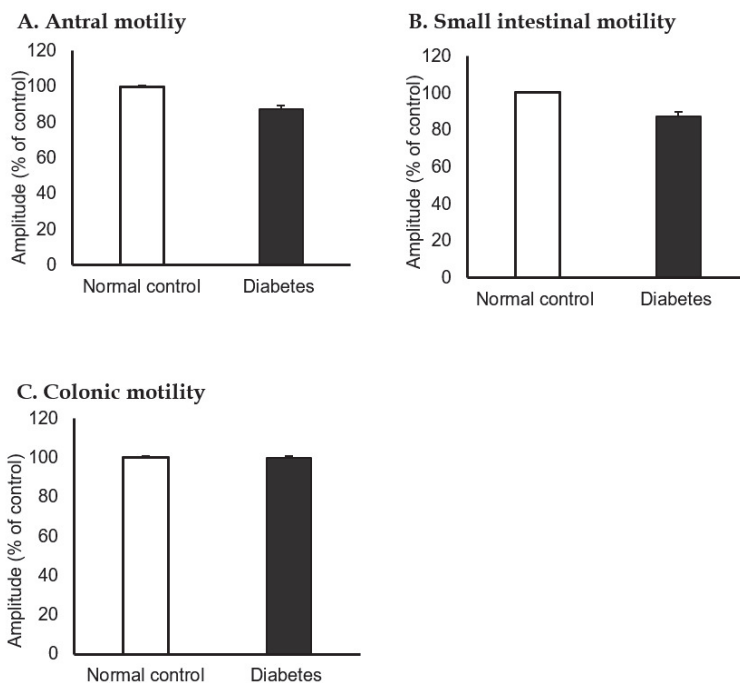 A. Antral motiliy
Amplitude (% of control)
120
100
80
60
40
20
0
Normal control Diabetes
B. Small intestinal motility
Amplitude (% of control)
120
100
80
60
40
20
0
Normal control Diabetes
C. Colonic motility
Amplitude (% of control)
120
100
80
60
40
20
0
Normal control Diabetes